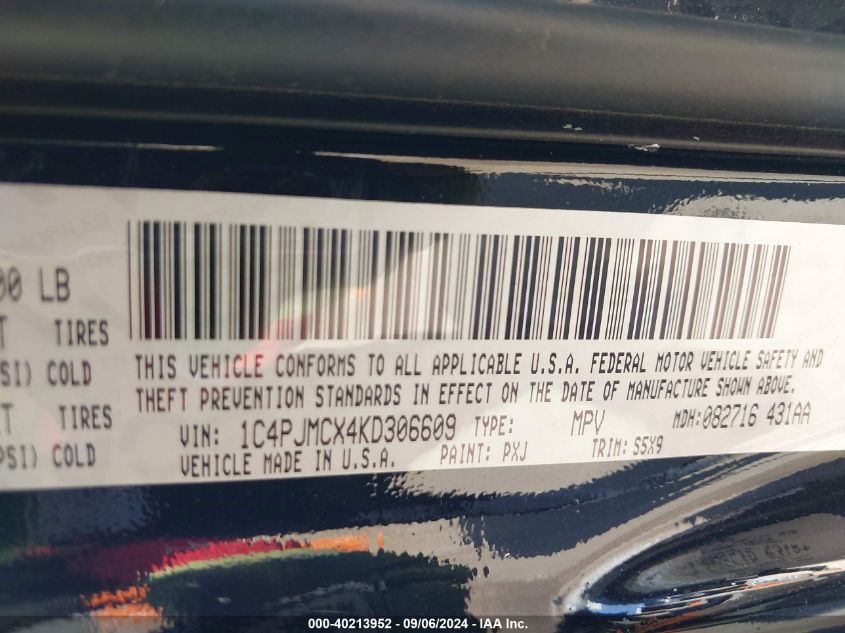 00 LB
TIRES
SI) COLD
TIRES
PSI) COLD
THIS VEHICLE CONFORMS TO ALL APPLICABLE U.S.A. FEDERAL MOTOR VEHICLE SAFETY AND
THEFT PREVENTION STANDARDS IN EFFECT ON THE DATE OF MANUFACTURE SHOWN ABOVE.
VIN: 1C4PJMCX4KD306609 TYPE: MPV MDH:082716 431AA
VEHICLE MADE IN U.S.A. PAINT: PXJ TRIM: S5X9
000-40213952 - 09/06/2024 - IAA Inc.